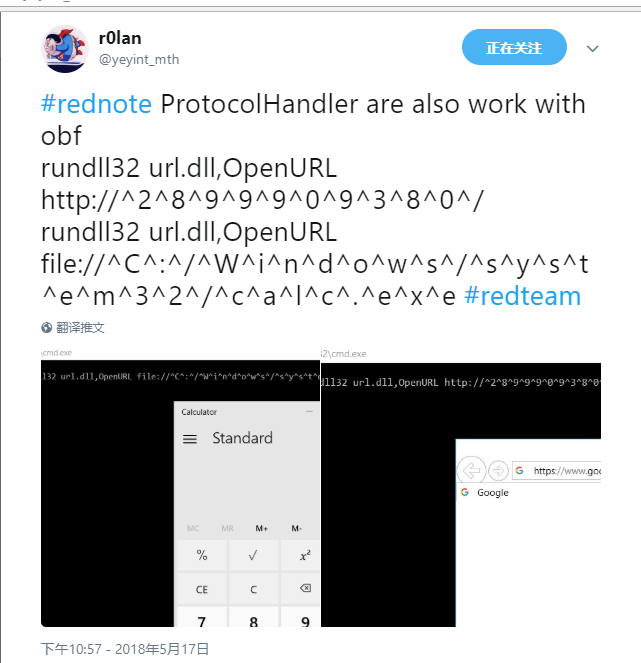 r0lan
@yeyint_mth
正在关注
#rednote ProtocolHandler are also work with
obf
rundll32 url.dll,OpenURL
http://^2^8^9^9^9^0^9^3^8^0^/
rundll32 url.dll,OpenURL
file://^C^:^/^W^i^n^d^o^w^s^/^s^y^s^t
^e^m^3^2^/^c^a^l^c^.^e^x^e #redteam
翻译推文
\cmd.exe
32\cmd.exe
ll32 url.dll,OpenURL file://^C^:^/^W^i^n^d^o^w^s^/^s^y^s^t^
dll32 url.dll,OpenURL http://^2^8^9^9^9^0^9^3^8^0^
Calculator
Standard
https://www.goo
Google
MC MR M+ M-
% √ x²
CE C
7 8 9
下午10:57 - 2018年5月17日